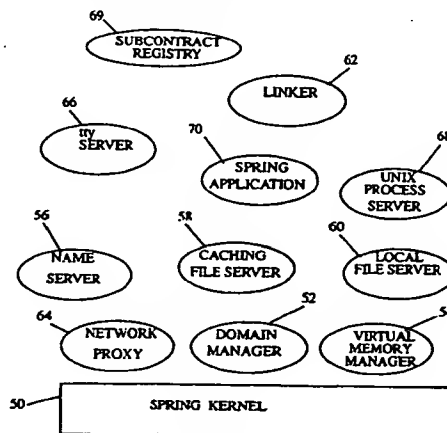 69
SUBCONTRACT
REGISTRY
62
LINKER
66
tty
SERVER
70
SPRING
APPLICATION
68
UNIX
PROCESS
SERVER
56
NAME
SERVER
58
CACHING
FILE SERVER
60
LOCAL
FILE SERVER
64
NETWORK
PROXY
52
DOMAIN
MANAGER
VIRTUAL
MEMORY
MANAGER
50
SPRING KERNEL